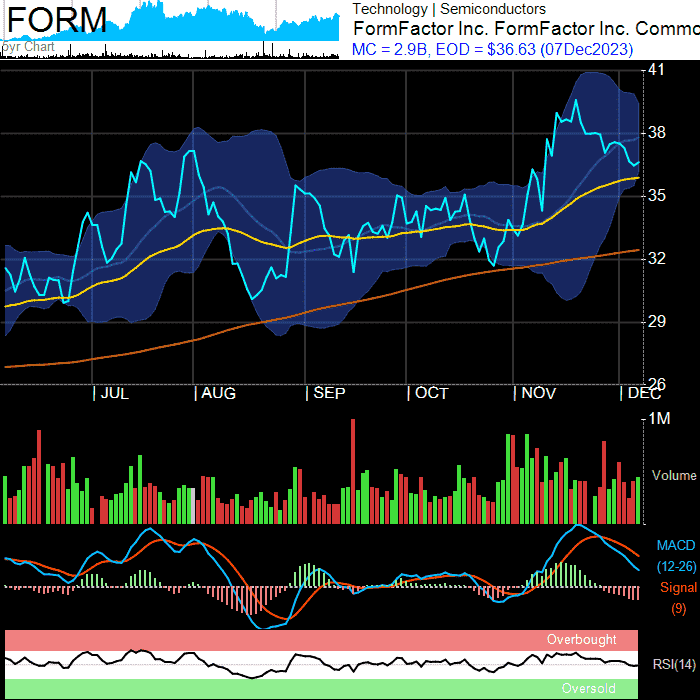 FORM
Technology | Semiconductors
FormFactor Inc. FormFactor Inc. Commo
MC = 2.9B, EOD = $36.63 (07Dec2023)
5yr Chart
41
38
35
32
29
26
JUL
AUG
SEP
OCT
NOV
DEC
1M
Volume
MACD
(12-26)
Signal
(9)
Overbought
RSI(14)
Oversold